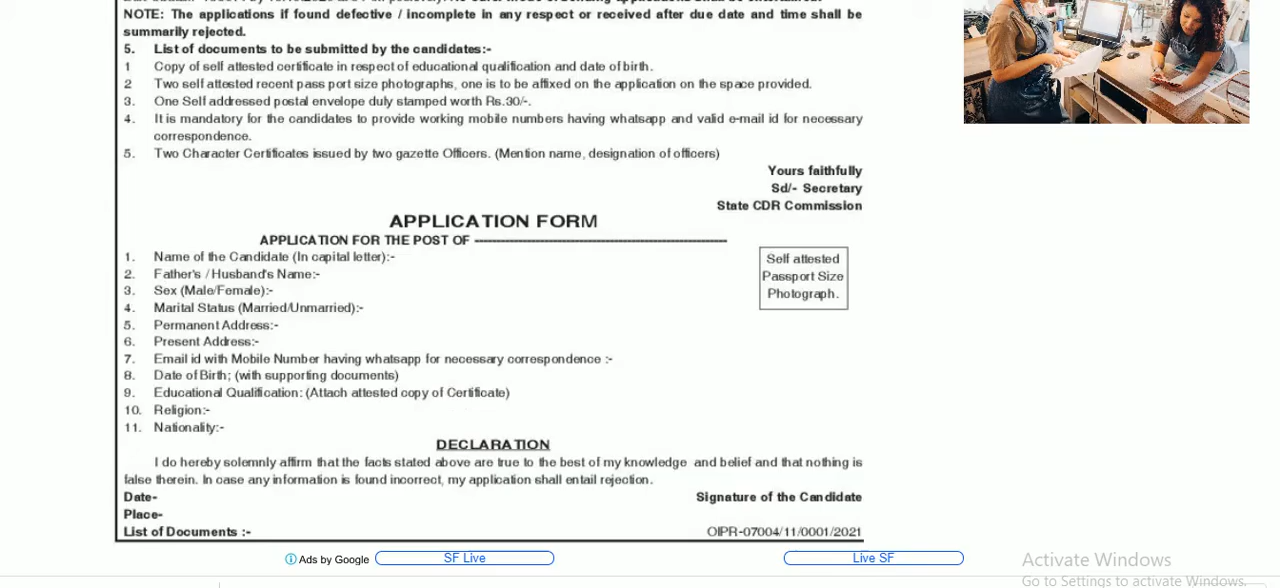 NOTE: The applications if found defective / incomplete in any respect or received after due date and time shall be
summarily rejected.
5. List of documents to be submitted by the candidates:-
1 Copy of self attested certificate in respect of educational qualification and date of birth.
2 Two self attested recent pass port size photographs, one is to be affixed on the application on the space provided.
3. One Self addressed postal envelope duly stamped worth Rs.30/-.
4. It is mandatory for the candidates to provide working mobile numbers having whatsapp and valid e-mail id for necessary
correspondence.
5. Two Character Certificates issued by two gazette Officers. (Mention name, designation of officers)
Yours faithfully
Sd/- Secretary
State CDR Commission
APPLICATION FORM
APPLICATION FOR THE POST OF ------------------------------------------------------------
Self attested
Passport Size
Photograph.
1. Name of the Candidate (In capital letter):-
2. Father's / Husband's Name:-
3. Sex (Male/Female):-
4. Marital Status (Married/Unmarried):-
5. Permanent Address:-
6. Present Address:-
7. Email id with Mobile Number having whatsapp for necessary correspondence :-
8. Date of Birth; (with supporting documents)
9. Educational Qualification: (Attach attested copy of Certificate)
10. Religion:-
11. Nationality:-
DECLARATION
I do hereby solemnly affirm that the facts stated above are true to the best of my knowledge and belief and that nothing is
false therein. In case any information is found incorrect, my application shall entail rejection.
Date- Signature of the Candidate
Place-
List of Documents :- OIPR-07004/11/0001/2021
Ads by Google SF Live Live SF
Activate Windows
Go to Settings to activate Windows.